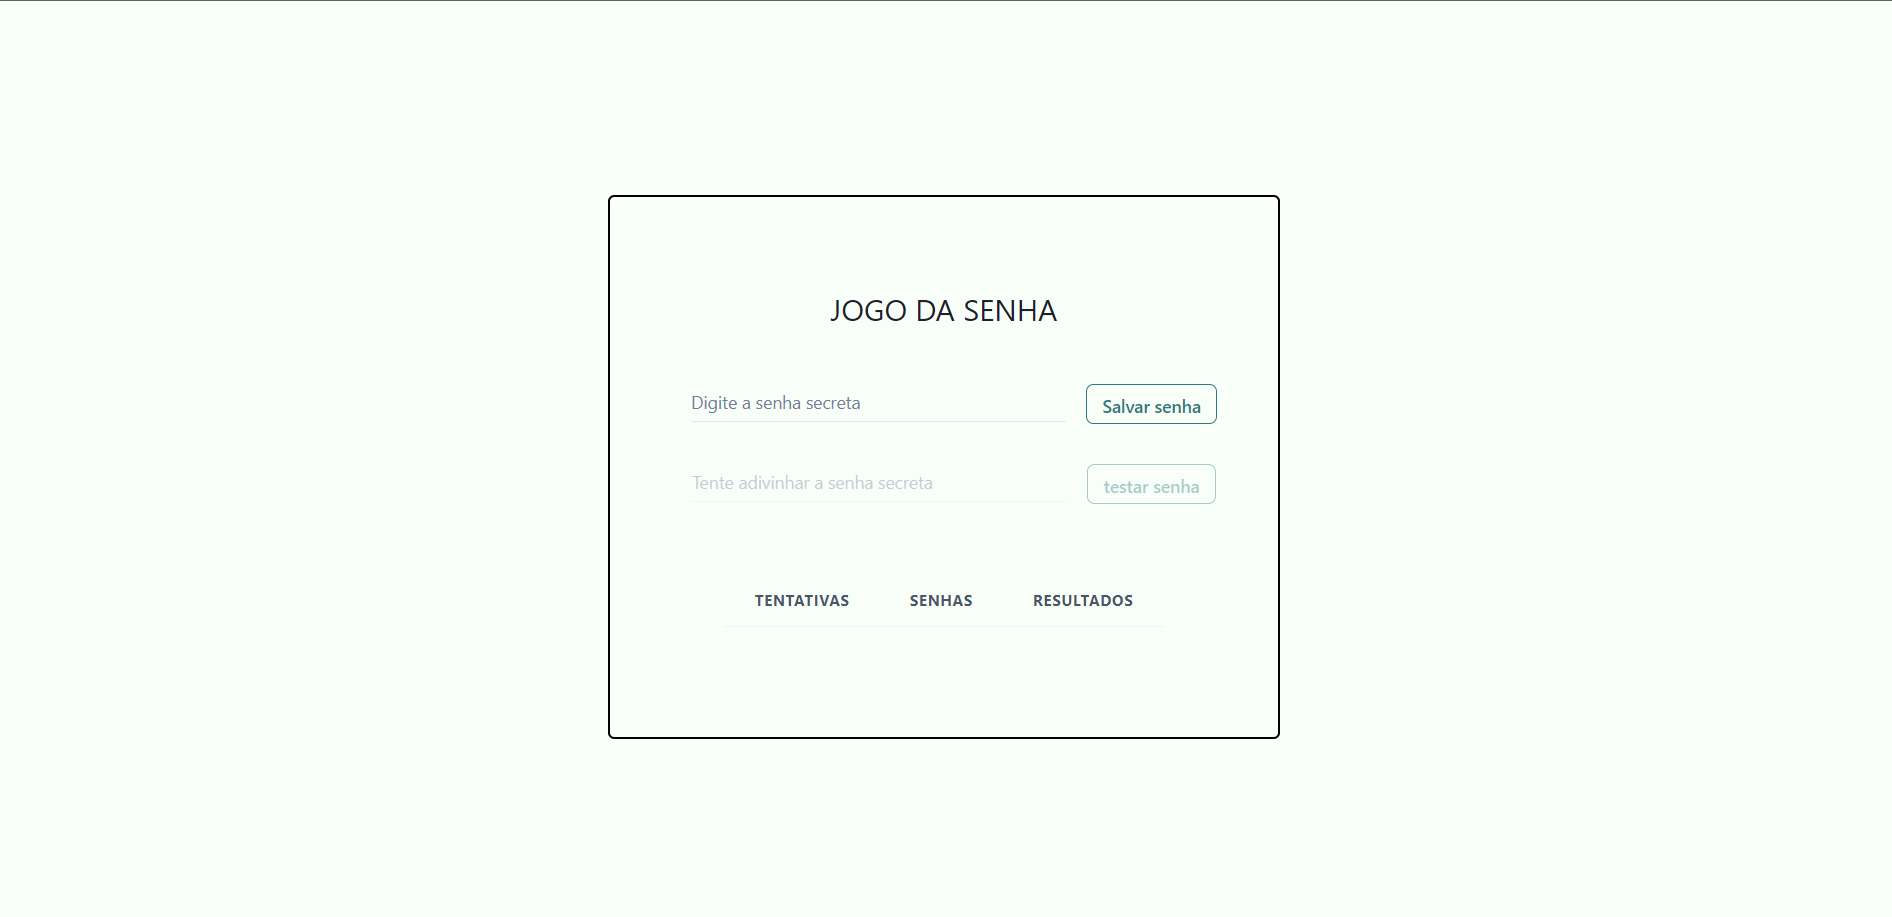 JOGO DA SENHA
Digite a senha secreta
Salvar senha
Tente adivinhar a senha secreta
testar senha
TENTATIVAS SENHAS RESULTADOS